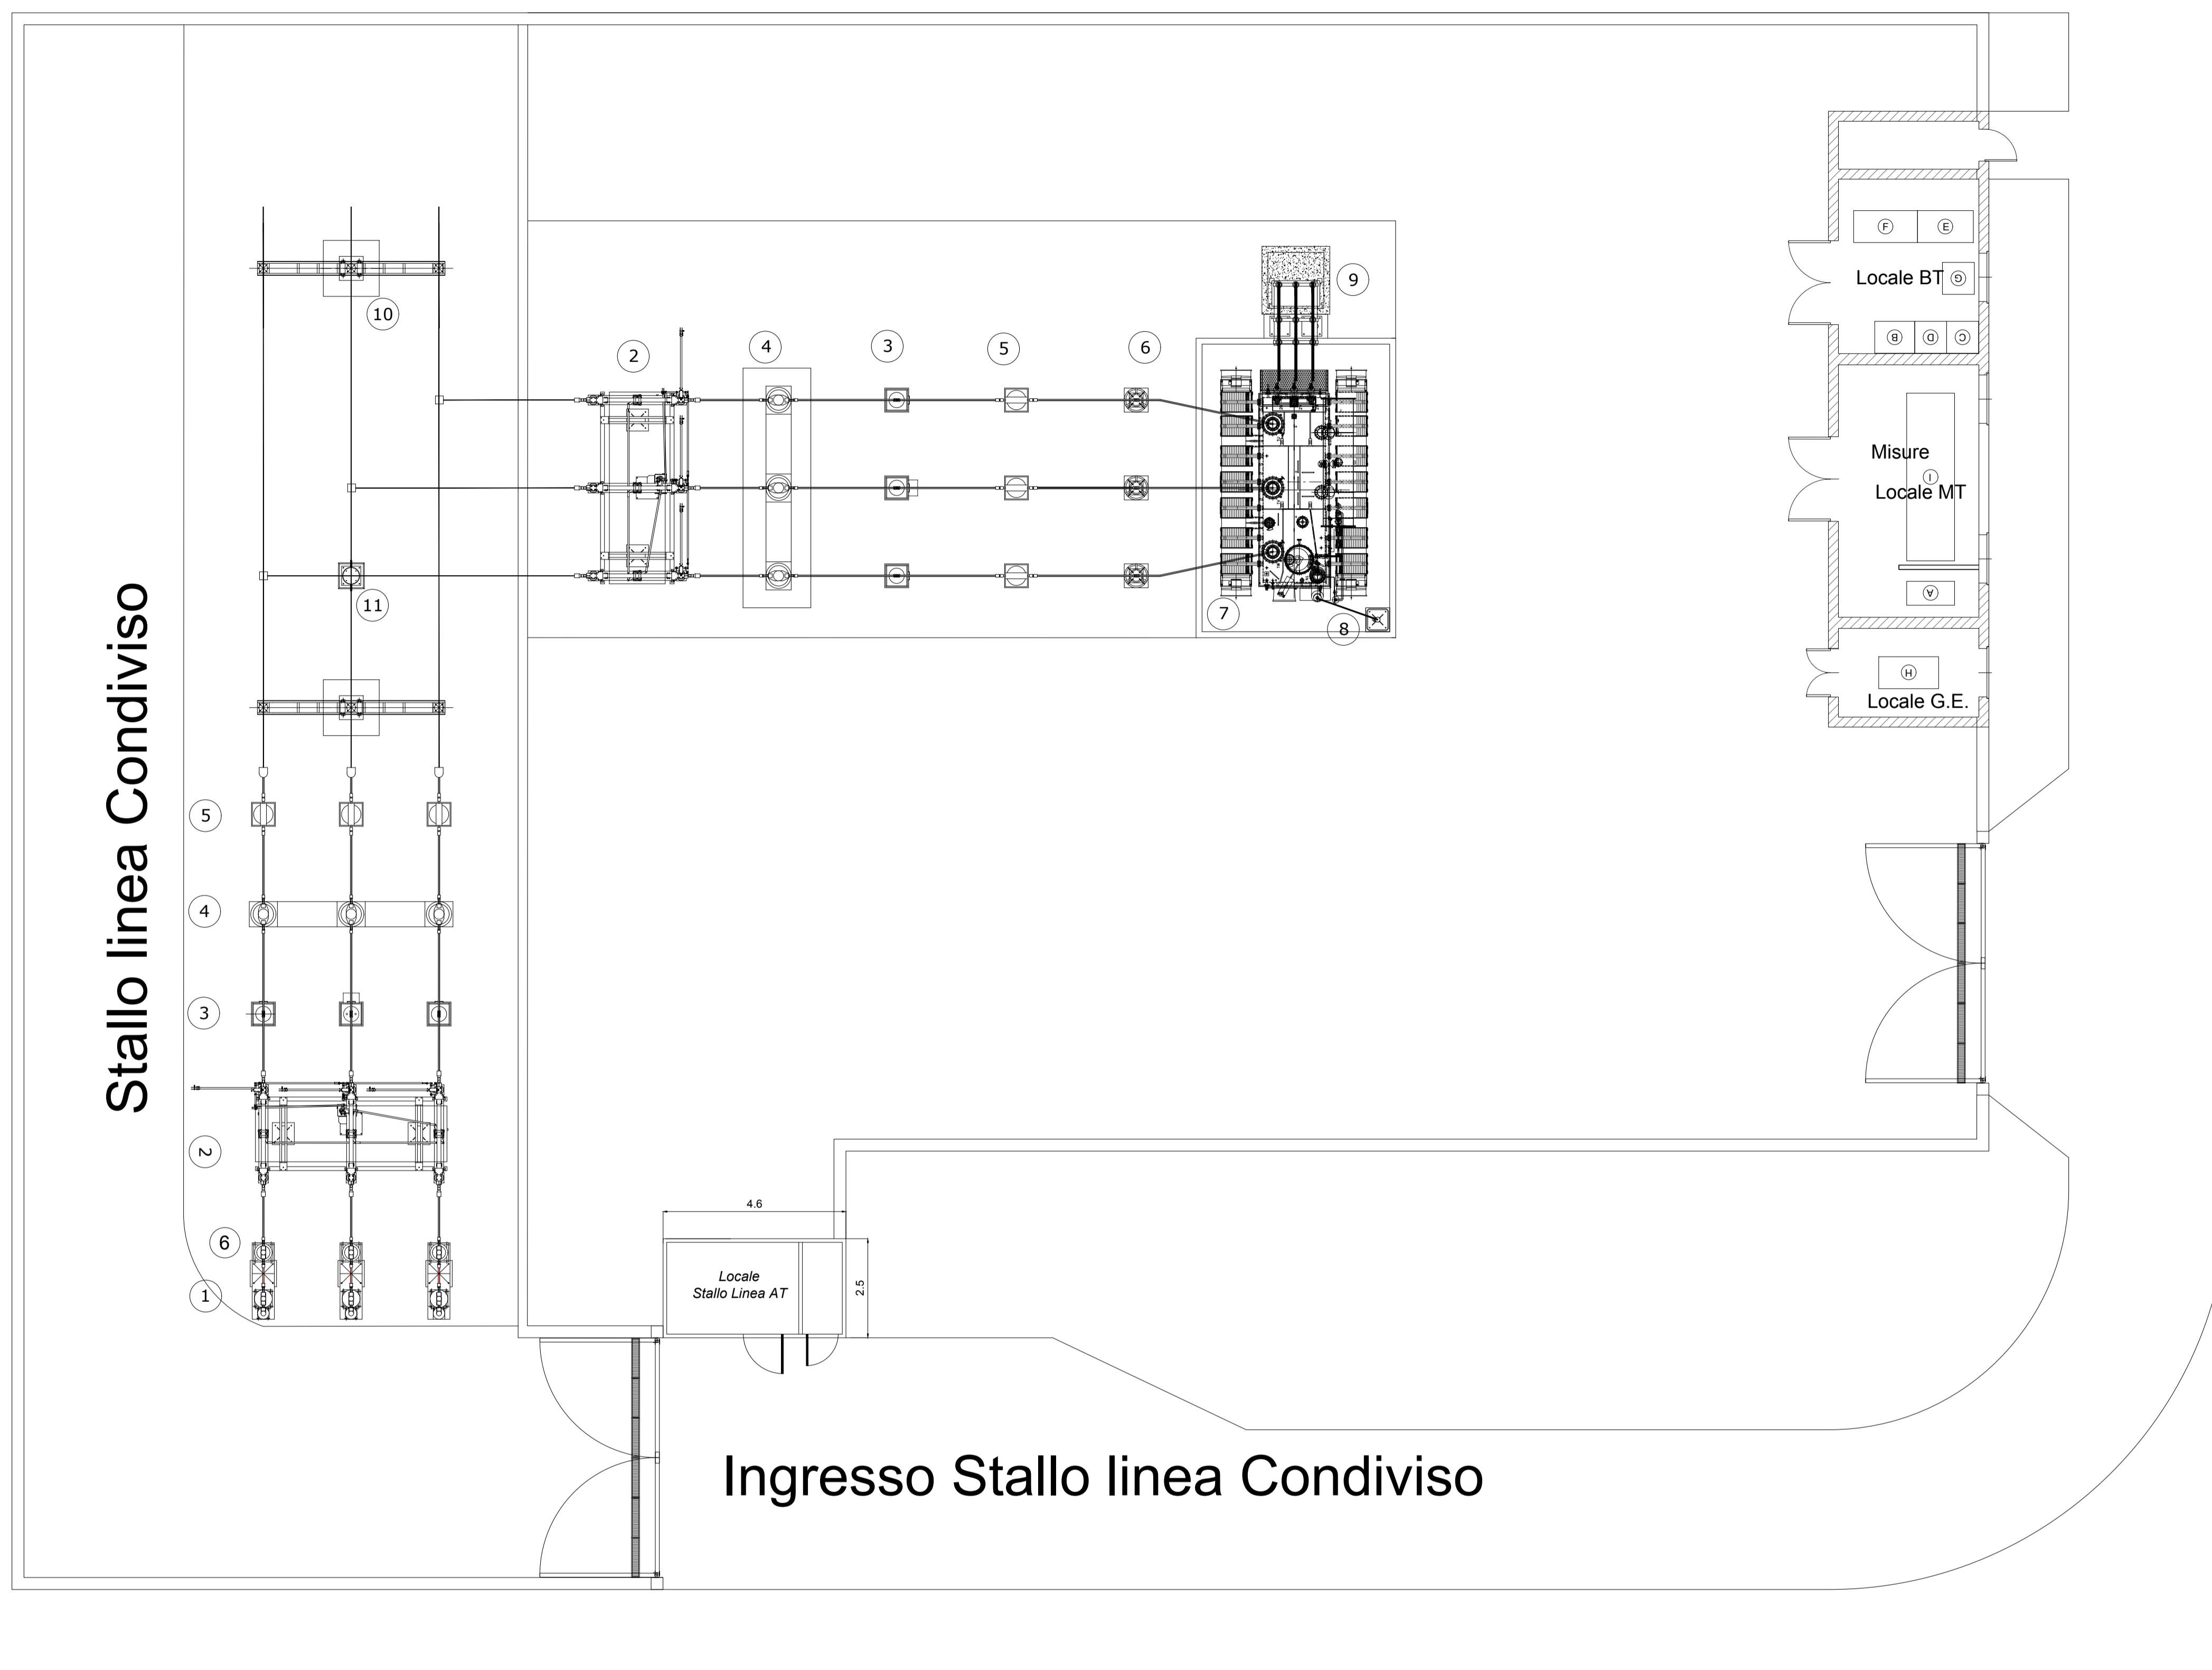 F
E
Locale BT
G
B
D
C
9
10
2
4
3
5
6
Misure
I
Locale MT
A
11
7
8
H
Locale G.E.
Stallo linea Condiviso
5
4
3
2
6
1
4.6
Locale
Stallo Linea AT
2.5
Ingresso Stallo linea Condiviso